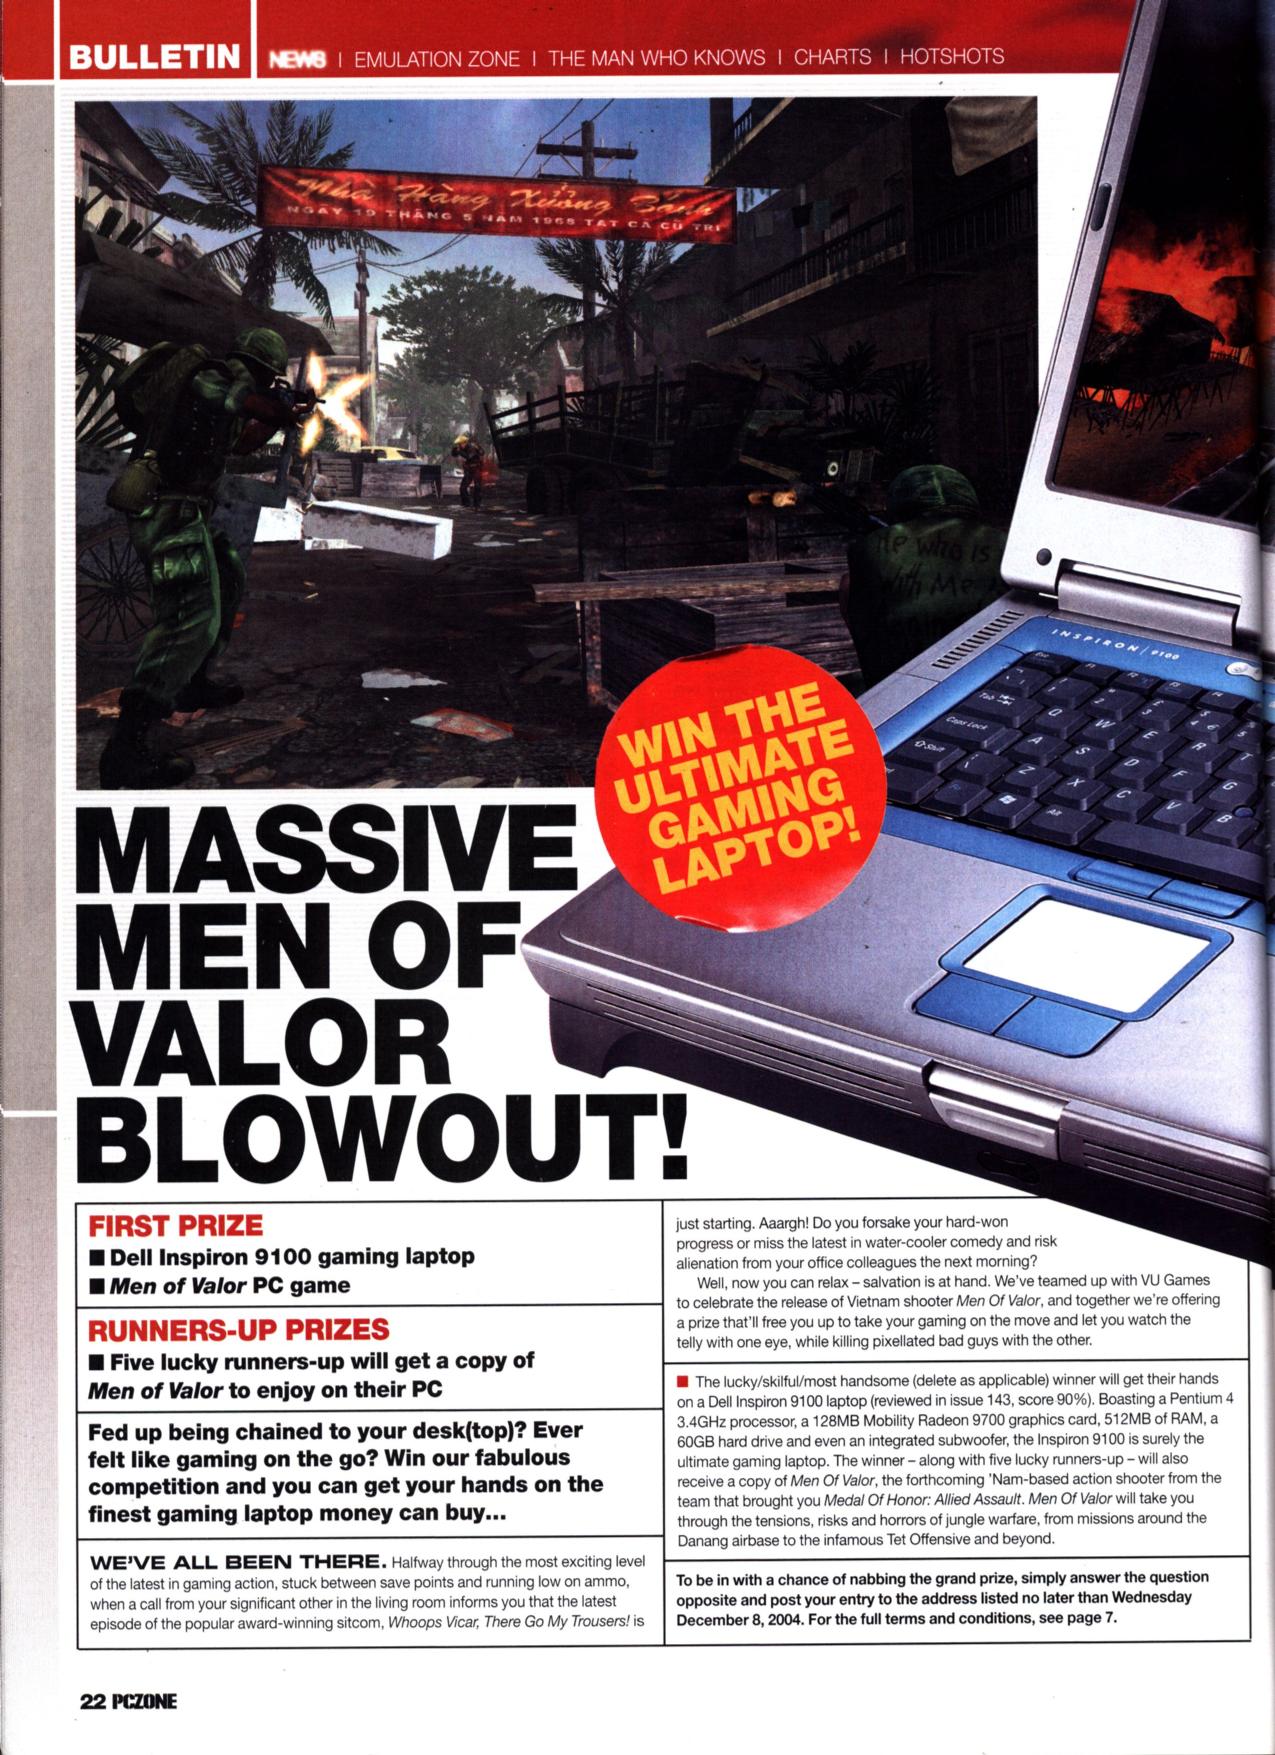 BULLETIN
NEWS | EMULATION ZONE | THE MAN WHO KNOWS | CHARTS | HOTSHOTS
Nhà Hàng Xuông
NGAY 19 THÁNG 5 NAM 1968 TAT CẢ CU TRI
He who is
With Me
INSPIRON | 9100
WIN THE
ULTIMATE
GAMING
LAPTOP!
MASSIVE
MEN OF
VALOR
BLOWOUT!
FIRST PRIZE
■ Dell Inspiron 9100 gaming laptop
■ Men of Valor PC game
RUNNERS-UP PRIZES
■ Five lucky runners-up will get a copy of
Men of Valor to enjoy on their PC
Fed up being chained to your desk(top)? Ever
felt like gaming on the go? Win our fabulous
competition and you can get your hands on the
finest gaming laptop money can buy...
WE'VE ALL BEEN THERE. Halfway through the most exciting level
of the latest in gaming action, stuck between save points and running low on ammo,
when a call from your significant other in the living room informs you that the latest
episode of the popular award-winning sitcom, Whoops Vicar, There Go My Trousers! is
just starting. Aaargh! Do you forsake your hard-won
progress or miss the latest in water-cooler comedy and risk
alienation from your office colleagues the next morning?
Well, now you can relax – salvation is at hand. We've teamed up with VU Games
to celebrate the release of Vietnam shooter Men Of Valor, and together we're offering
a prize that'll free you up to take your gaming on the move and let you watch the
telly with one eye, while killing pixellated bad guys with the other.
■ The lucky/skilful/most handsome (delete as applicable) winner will get their hands
on a Dell Inspiron 9100 laptop (reviewed in issue 143, score 90%). Boasting a Pentium 4
3.4GHz processor, a 128MB Mobility Radeon 9700 graphics card, 512MB of RAM, a
60GB hard drive and even an integrated subwoofer, the Inspiron 9100 is surely the
ultimate gaming laptop. The winner – along with five lucky runners-up – will also
receive a copy of Men Of Valor, the forthcoming 'Nam-based action shooter from the
team that brought you Medal Of Honor: Allied Assault. Men Of Valor will take you
through the tensions, risks and horrors of jungle warfare, from missions around the
Danang airbase to the infamous Tet Offensive and beyond.
To be in with a chance of nabbing the grand prize, simply answer the question
opposite and post your entry to the address listed no later than Wednesday
December 8, 2004. For the full terms and conditions, see page 7.
22 PCZONE